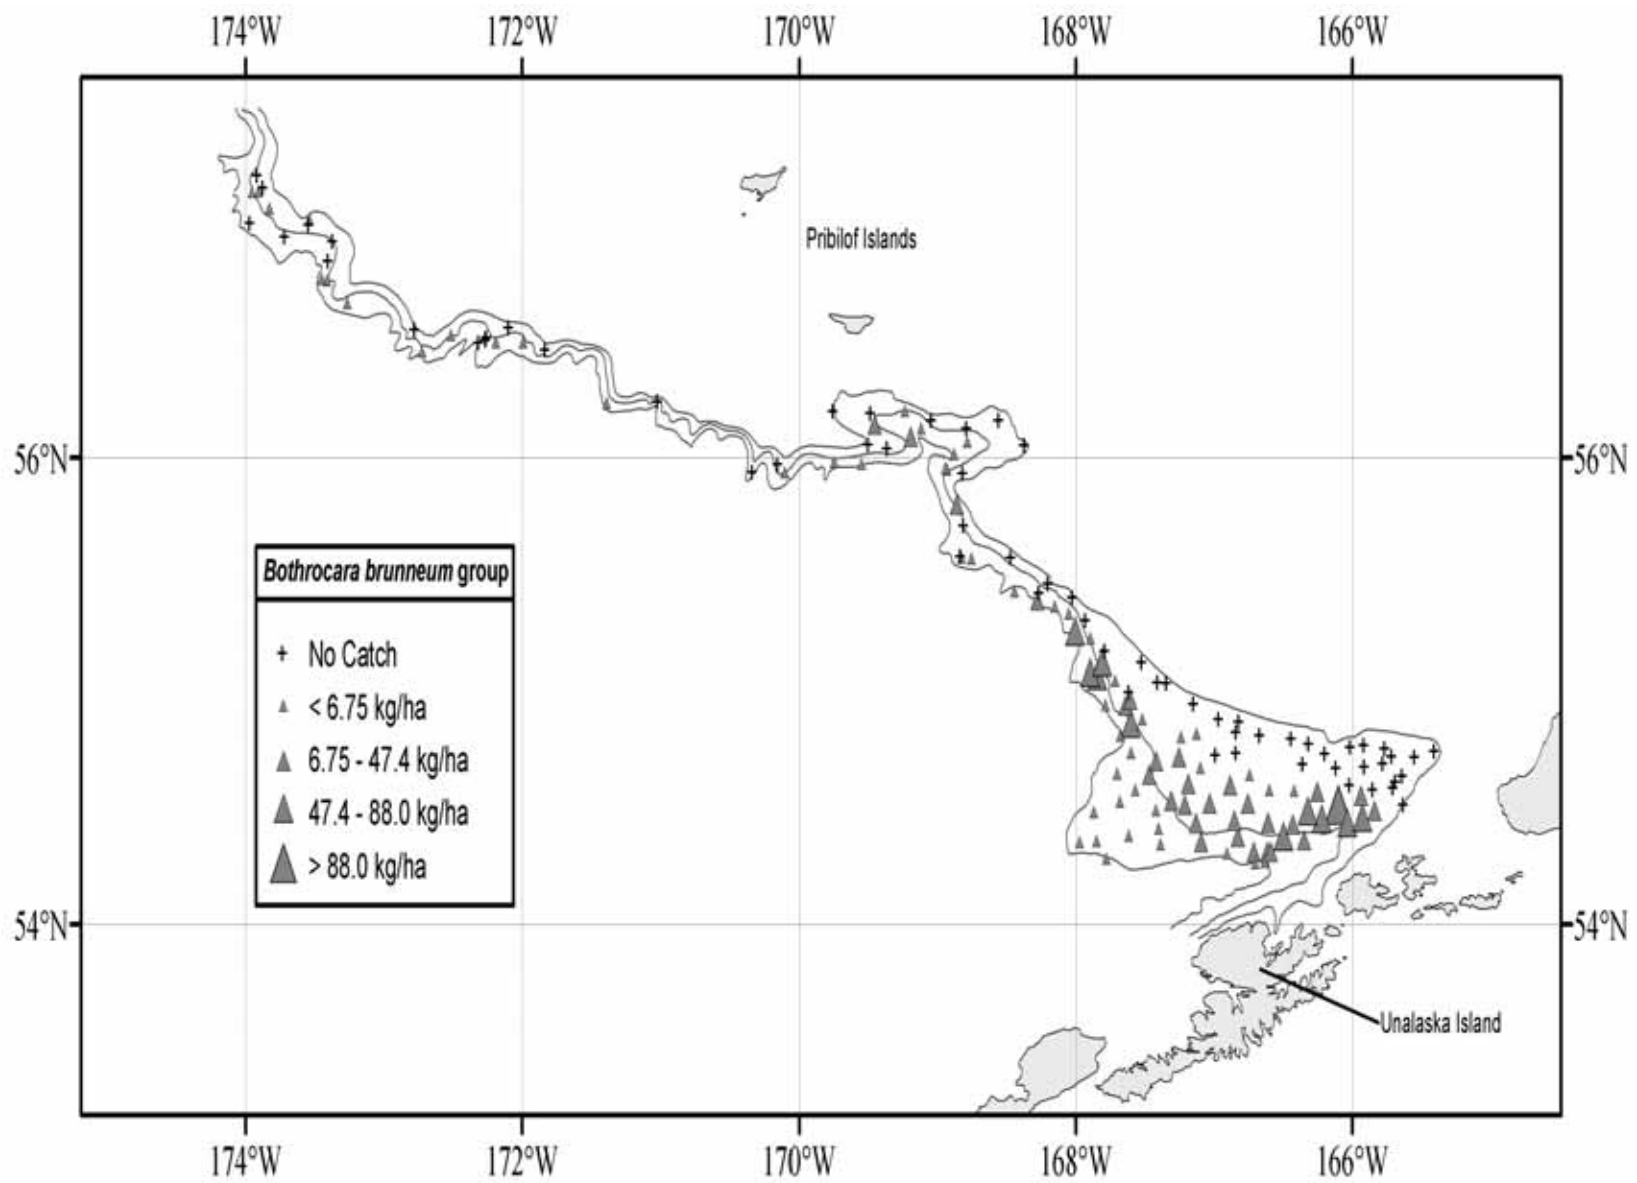 174°W 172°W 170°W 168°W 166°W
Pribilof Islands
56°N 56°N
Bothrocara brunneum group
No Catch
< 6.75 kg/ha
6.75 - 47.4 kg/ha
47.4 - 88.0 kg/ha
> 88.0 kg/ha
54°N 54°N
Unalaska Island
174°W 172°W 170°W 168°W 166°W